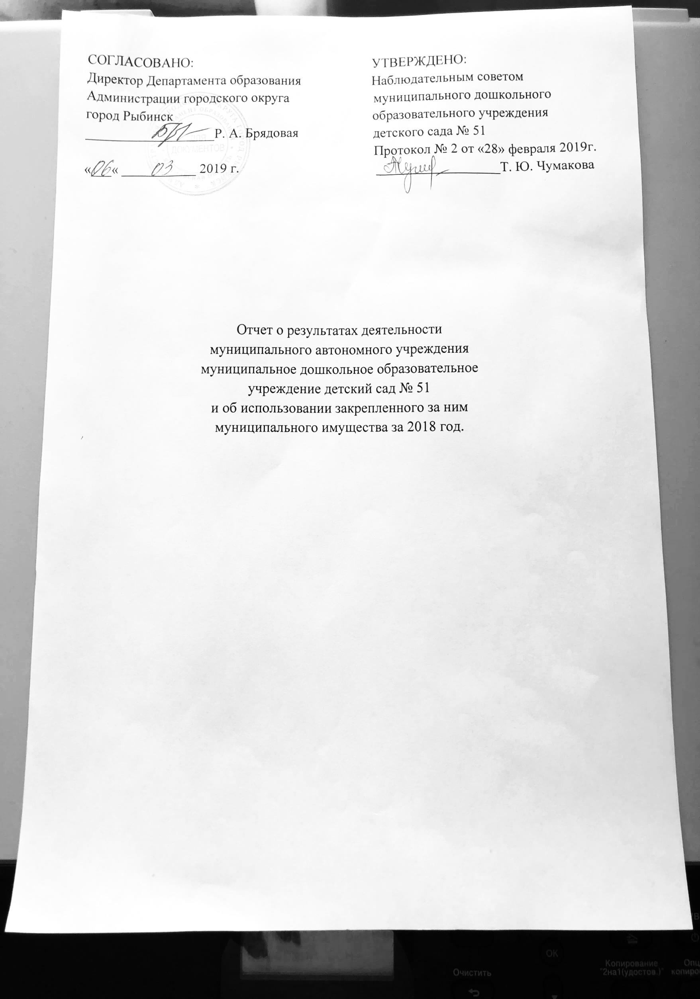 СОГЛАСОВАНО:
Директор Департамента образования
Администрации городского округа
город Рыбинск
Р. А. Брядовая
«06« 03 2019 г.
ДЛЯ
ДОКУМЕНТОВ
УТВЕРЖДЕНО:
Наблюдательным советом
муниципального дошкольного
образовательного учреждения
детского сада № 51
Протокол № 2 от «28» февраля 2019г.
Т. Ю. Чумакова
Отчет о результатах деятельности
муниципального автономного учреждения
муниципальное дошкольное образовательное
учреждение детский сад № 51
и об использовании закрепленного за ним
муниципального имущества за 2018 год.
OK
Очистить
Копирование
"2на1(удостов.)"